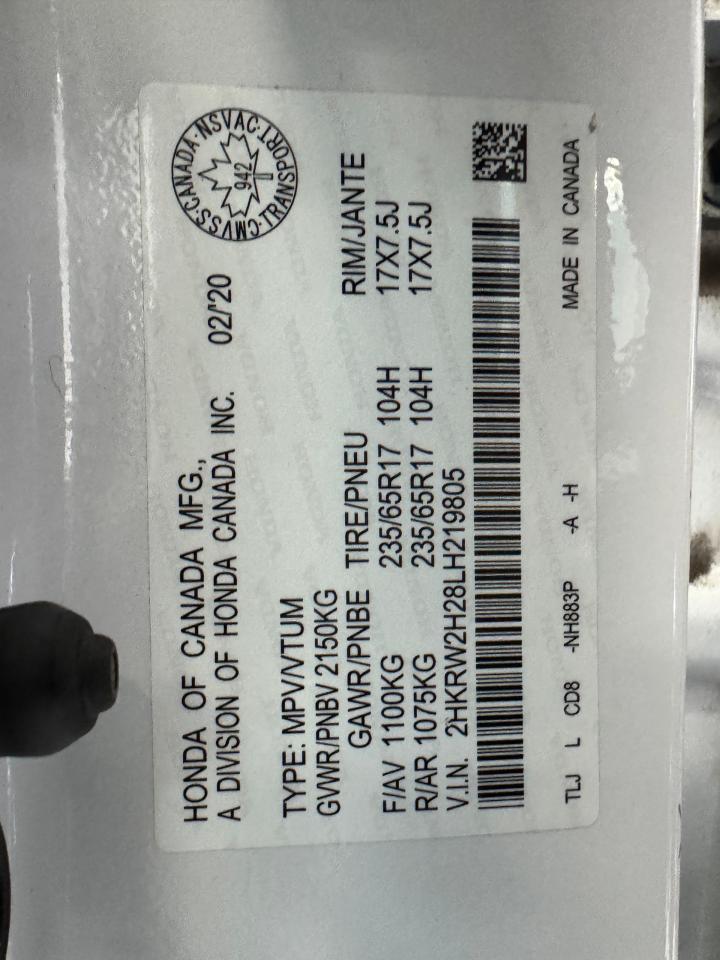 HONDA OF CANADA MFG.,
A DIVISION OF HONDA CANADA INC. 02/'20
CMVSS·CANADA·NSVAC·TRANSPORT
942
TYPE: MPV/VTUM
GVWR/PNBV 2150KG
GAWR/PNBE TIRE/PNEU RIM/JANTE
F/AV 1100KG 235/65R17 104H 17X7.5J
R/AR 1075KG 235/65R17 104H 17X7.5J
V.I.N. 2HKRW2H28LH219805
TLJ L CD8 -NH883P -A -H MADE IN CANADA